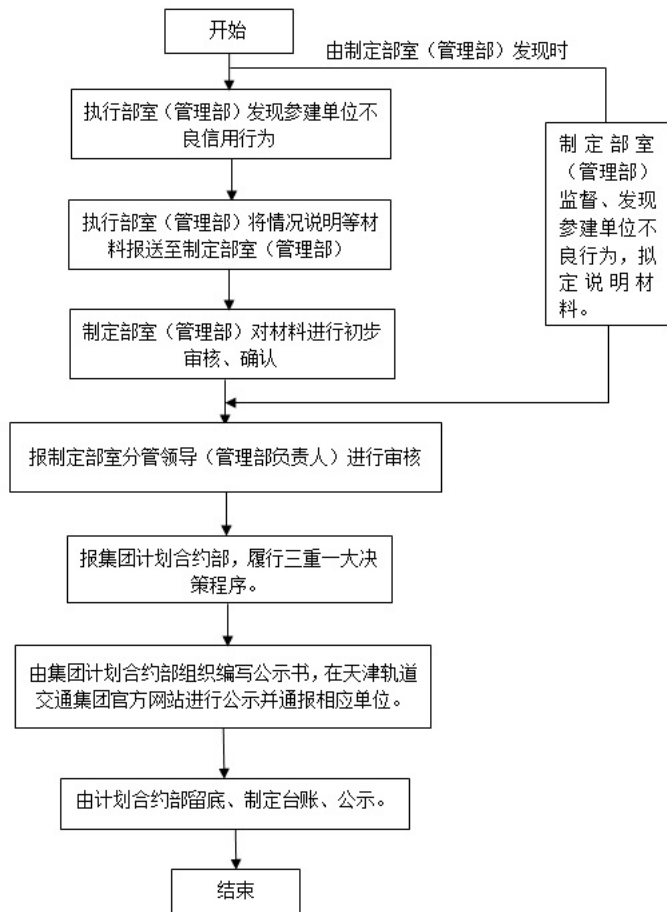 开始
由制定部室（管理部）发现时
执行部室（管理部）发现参建单位不
良信用行为
制定部室
（管理部）
监督、发现
参建单位不
良行为，拟
定说明材
料。
执行部室（管理部）将情况说明等材
料报送至制定部室（管理部）
制定部室（管理部）对材料进行初步
审核、确认
报制定部室分管领导（管理部负责人）进行审核
报集团计划合约部，履行三重一大决
策程序。
由集团计划合约部组织编写公示书，在天津轨道
交通集团官方网站进行公示并通报相应单位。
由计划合约部留底、制定台账、公示。
结束